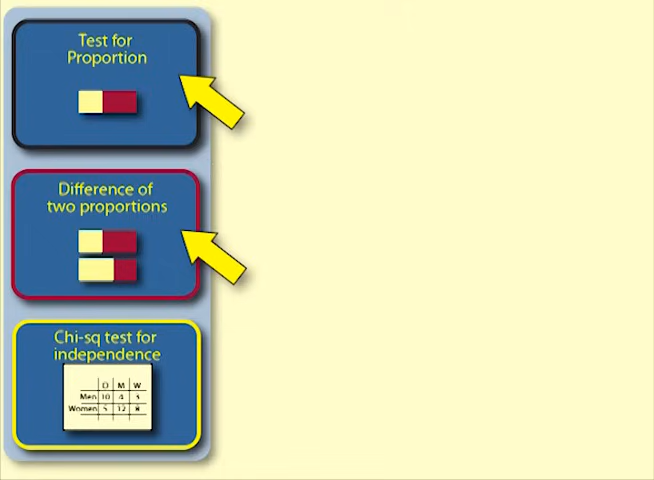 Test for
Proportion
Difference of
two proportions
Chi-sq test for
independence
D M W
Men 10 4 3
Women 5 12 8